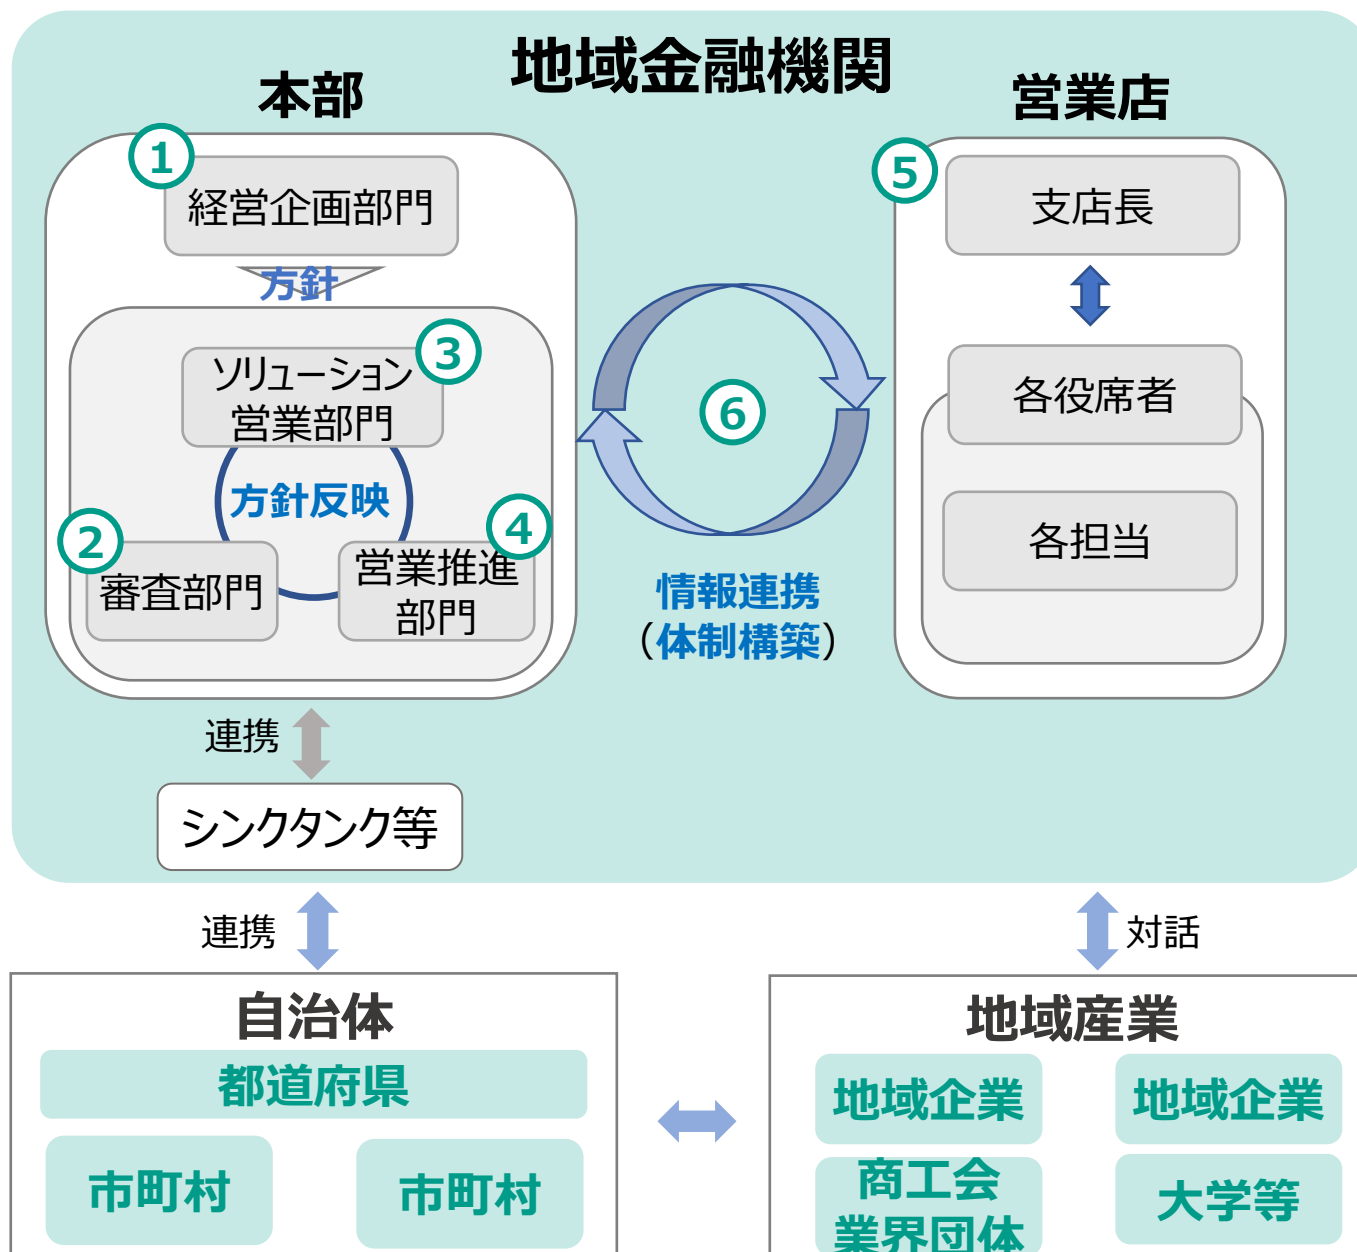 地域金融機関
本部
営業店
①
経営企画部門
方針
③
ソリューション
営業部門
方針反映
②
審査部門
④
営業推進
部門
⑥
情報連携
（体制構築）
⑤
支店長
各役席者
各担当
連携
シンクタンク等
連携
対話
自治体
都道府県
市町村
市町村
地域産業
地域企業
地域企業
商工会
業界団体
大学等